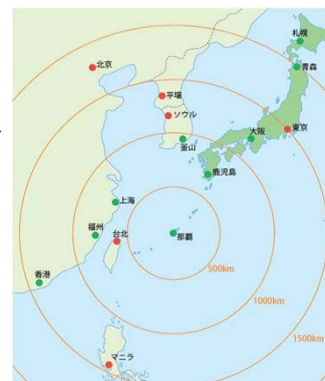 札幌
青森
北京
平壌
ソウル
釜山
大阪
東京
鹿児島
上海
福州
台北
那覇
香港
マニラ
500km
1000km
1500km